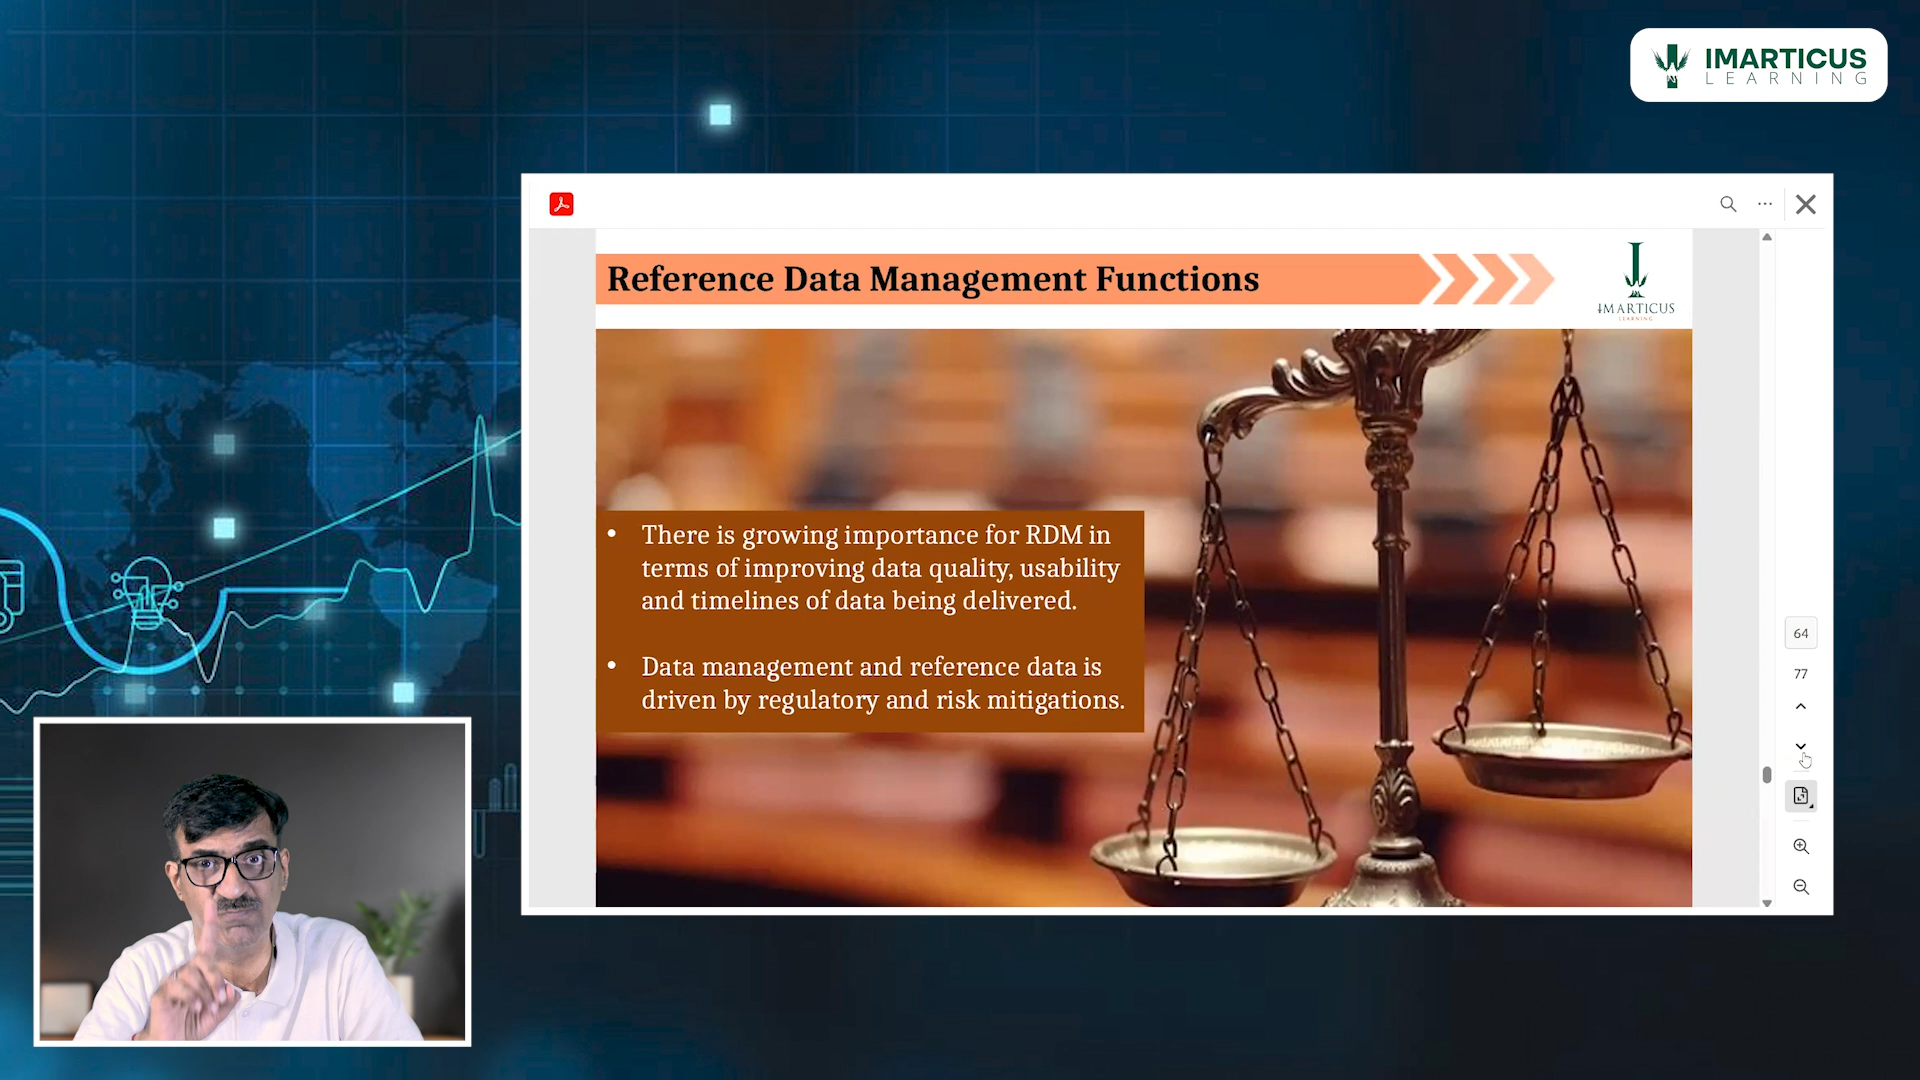 IMARTICUS
LEARNING
Reference Data Management Functions
IMARTICUS
LEARNING
• There is growing importance for RDM in
terms of improving data quality, usability
and timelines of data being delivered.
• Data management and reference data is
driven by regulatory and risk mitigations.
64
77